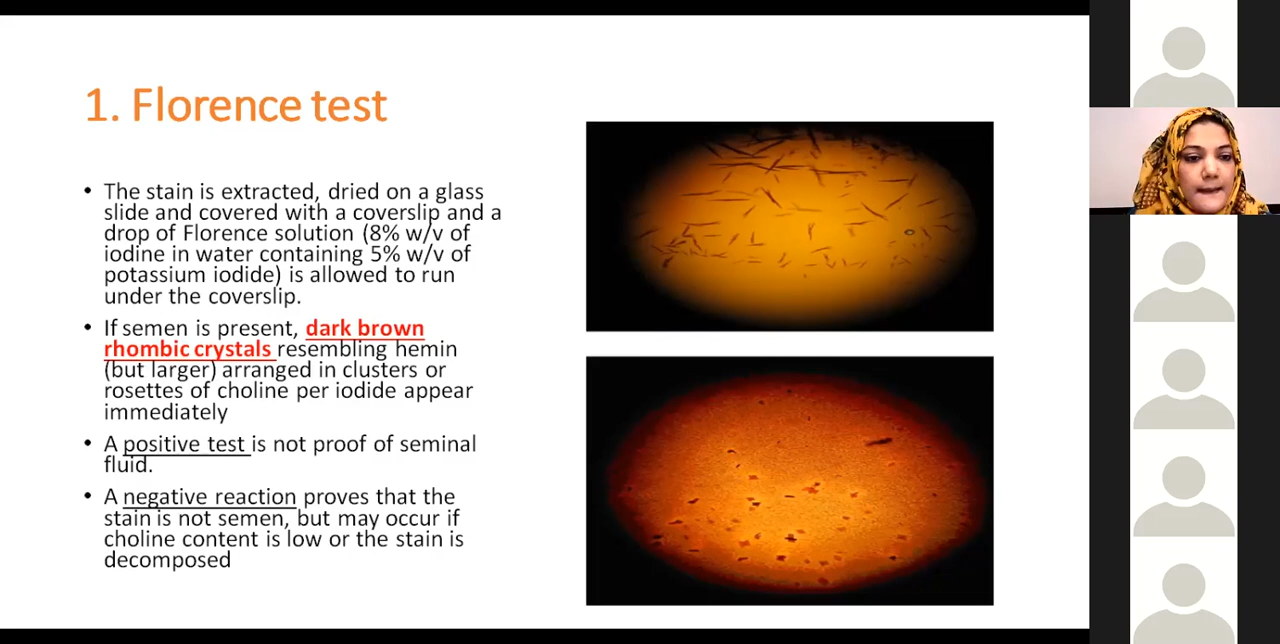 1. Florence test
• The stain is extracted, dried on a glass
slide and covered with a coverslip and a
drop of Florence solution (8% w/v of
iodine in water containing 5% w/v of
potassium iodide) is allowed to run
under the coverslip.
• If semen is present, dark brown
rhombic crystals resembling hemin
(but larger) arranged in clusters or
rosettes of choline per iodide appear
immediately
• A positive test is not proof of seminal
fluid.
• A negative reaction proves that the
stain is not semen, but may occur if
choline content is low or the stain is
decomposed